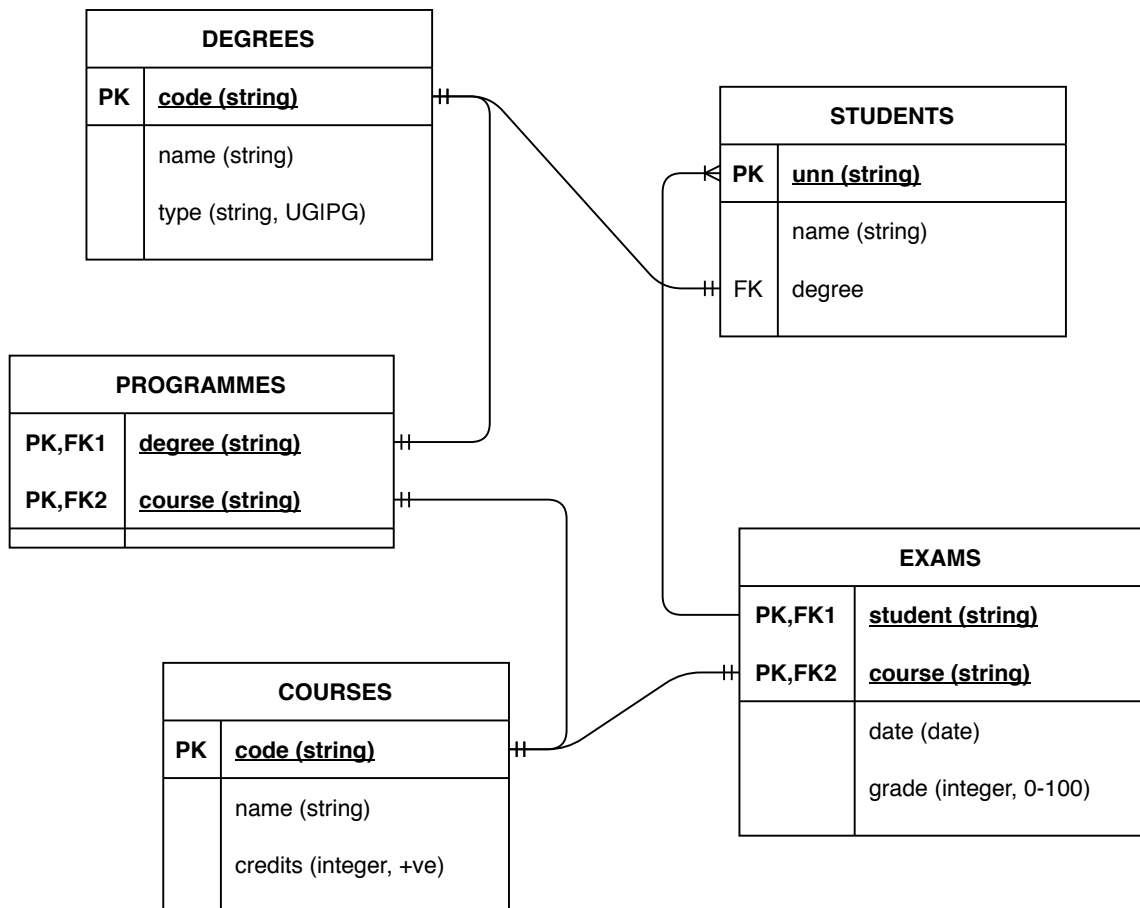 DEGREES
PK code (string)
name (string)
type (string, UG|PG)
STUDENTS
PK unn (string)
name (string)
FK degree
PROGRAMMES
PK,FK1 degree (string)
PK,FK2 course (string)
EXAMS
PK,FK1 student (string)
PK,FK2 course (string)
date (date)
grade (integer, 0-100)
COURSES
PK code (string)
name (string)
credits (integer, +ve)